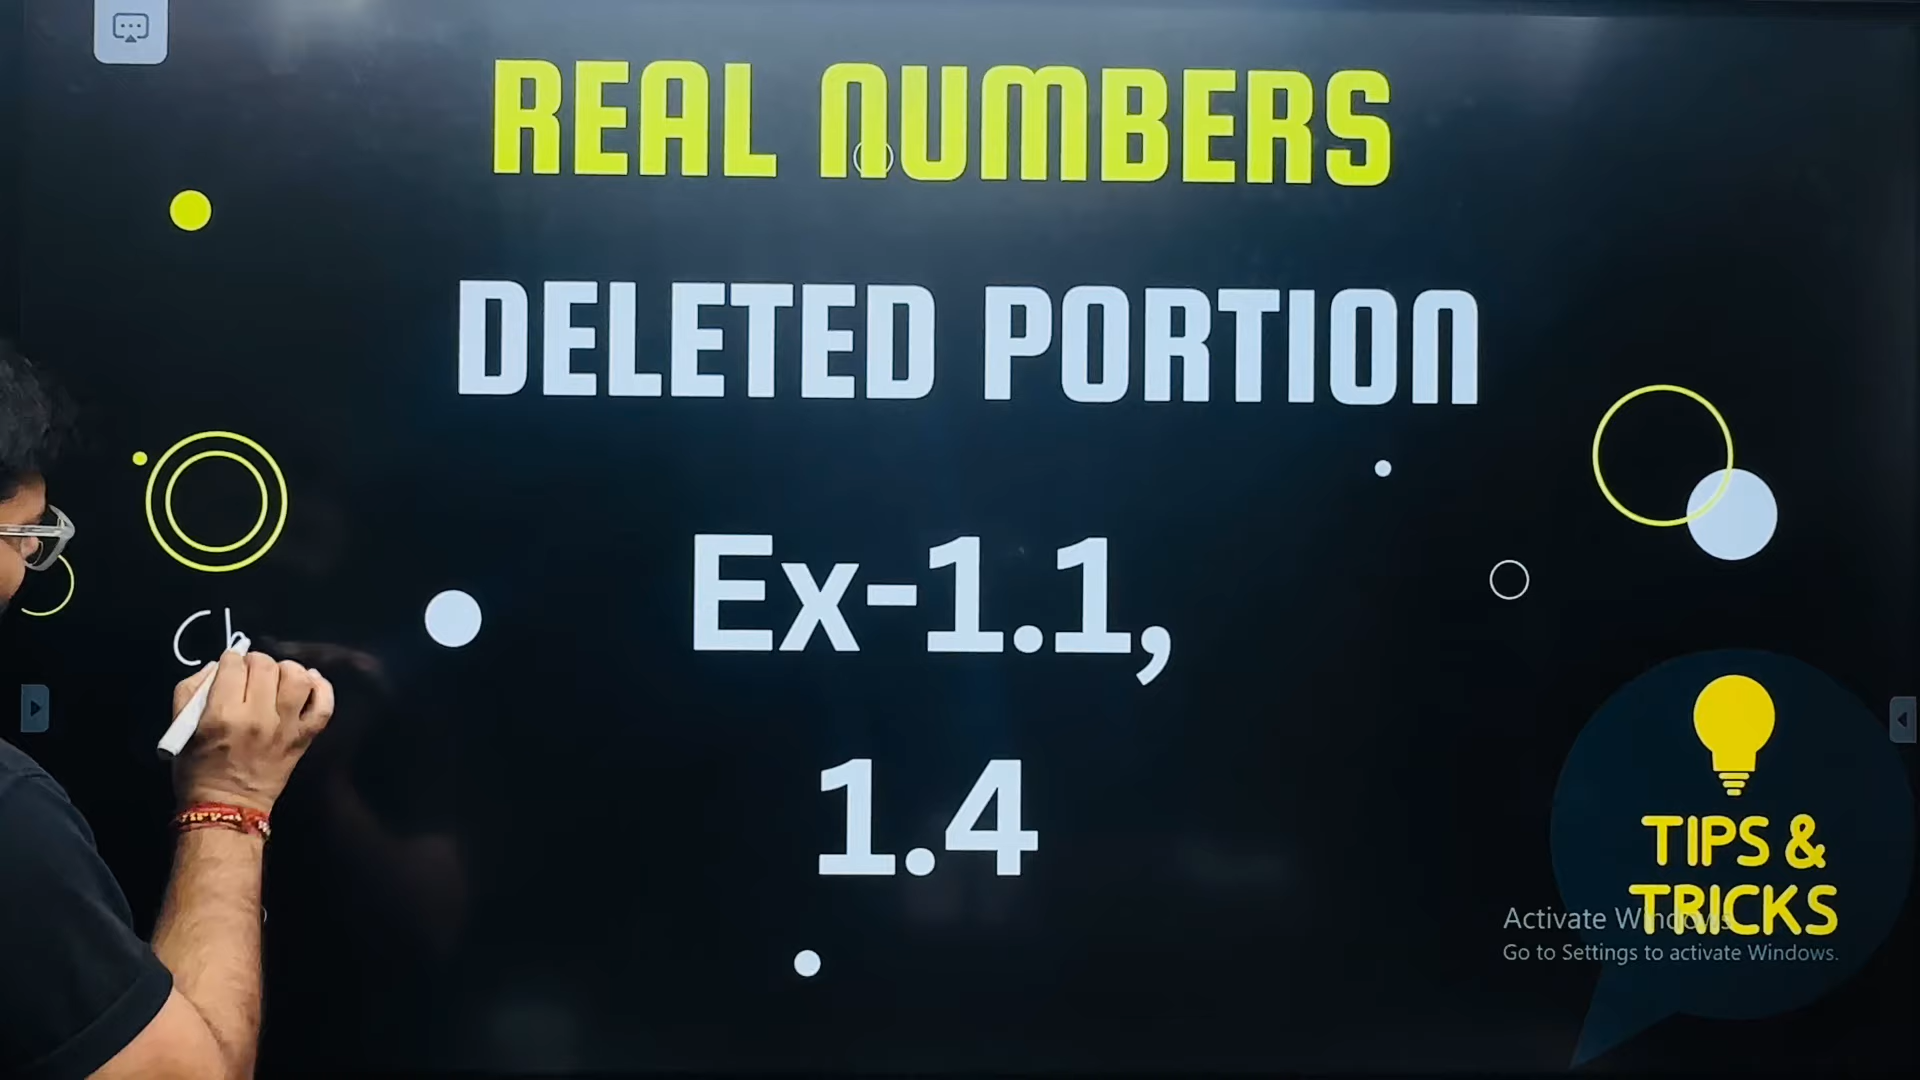 REAL NUMBERS
DELETED PORTION
Ex-1.1,
1.4
Ch
TIPS &
TRICKS
Activate Windows
Go to Settings to activate Windows.